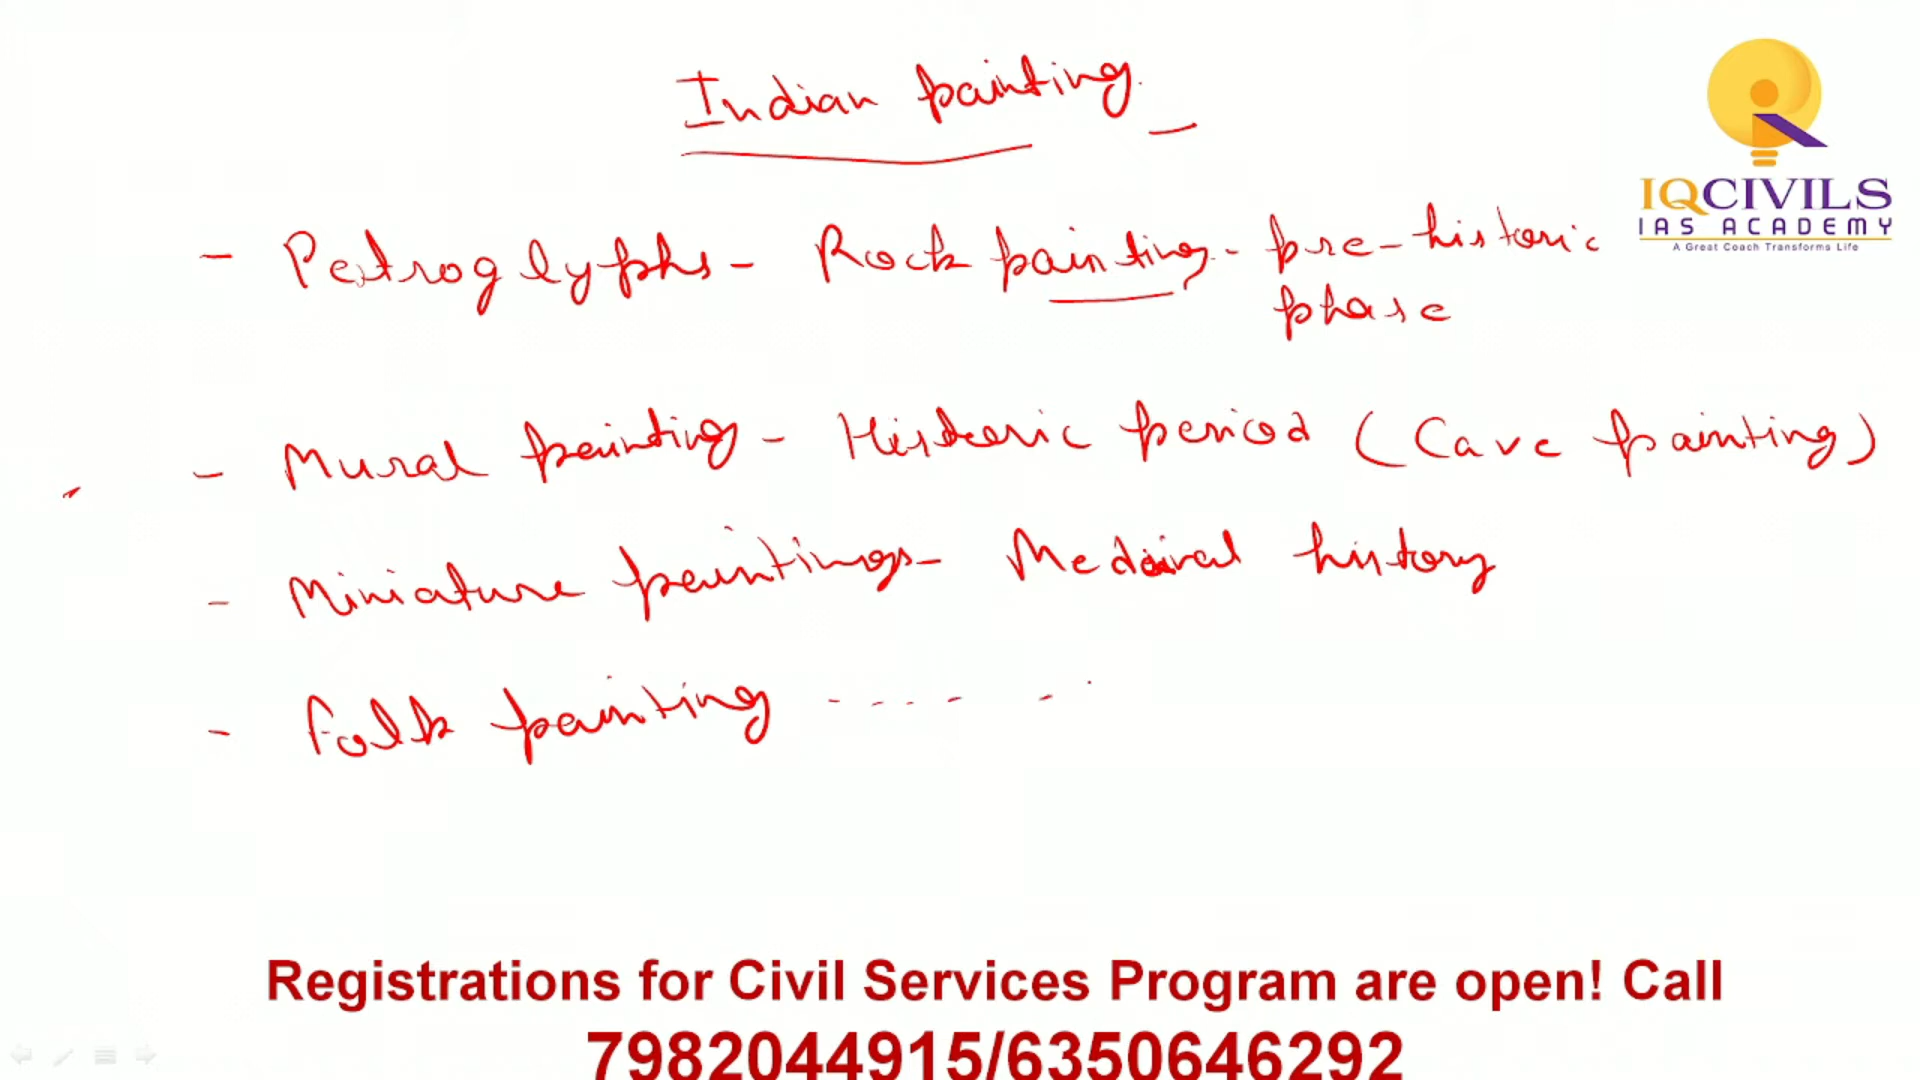 Indian painting
IQCIVILS
IAS ACADEMY
A Great Coach Transforms Life
- Petroglyphs - Rock painting - pre-historic
phase
- Mural painting - Historic period (Cave painting)
- Miniature paintings - Medival history
- Folk painting - - - - - -
Registrations for Civil Services Program are open! Call
7982044915/6350646292